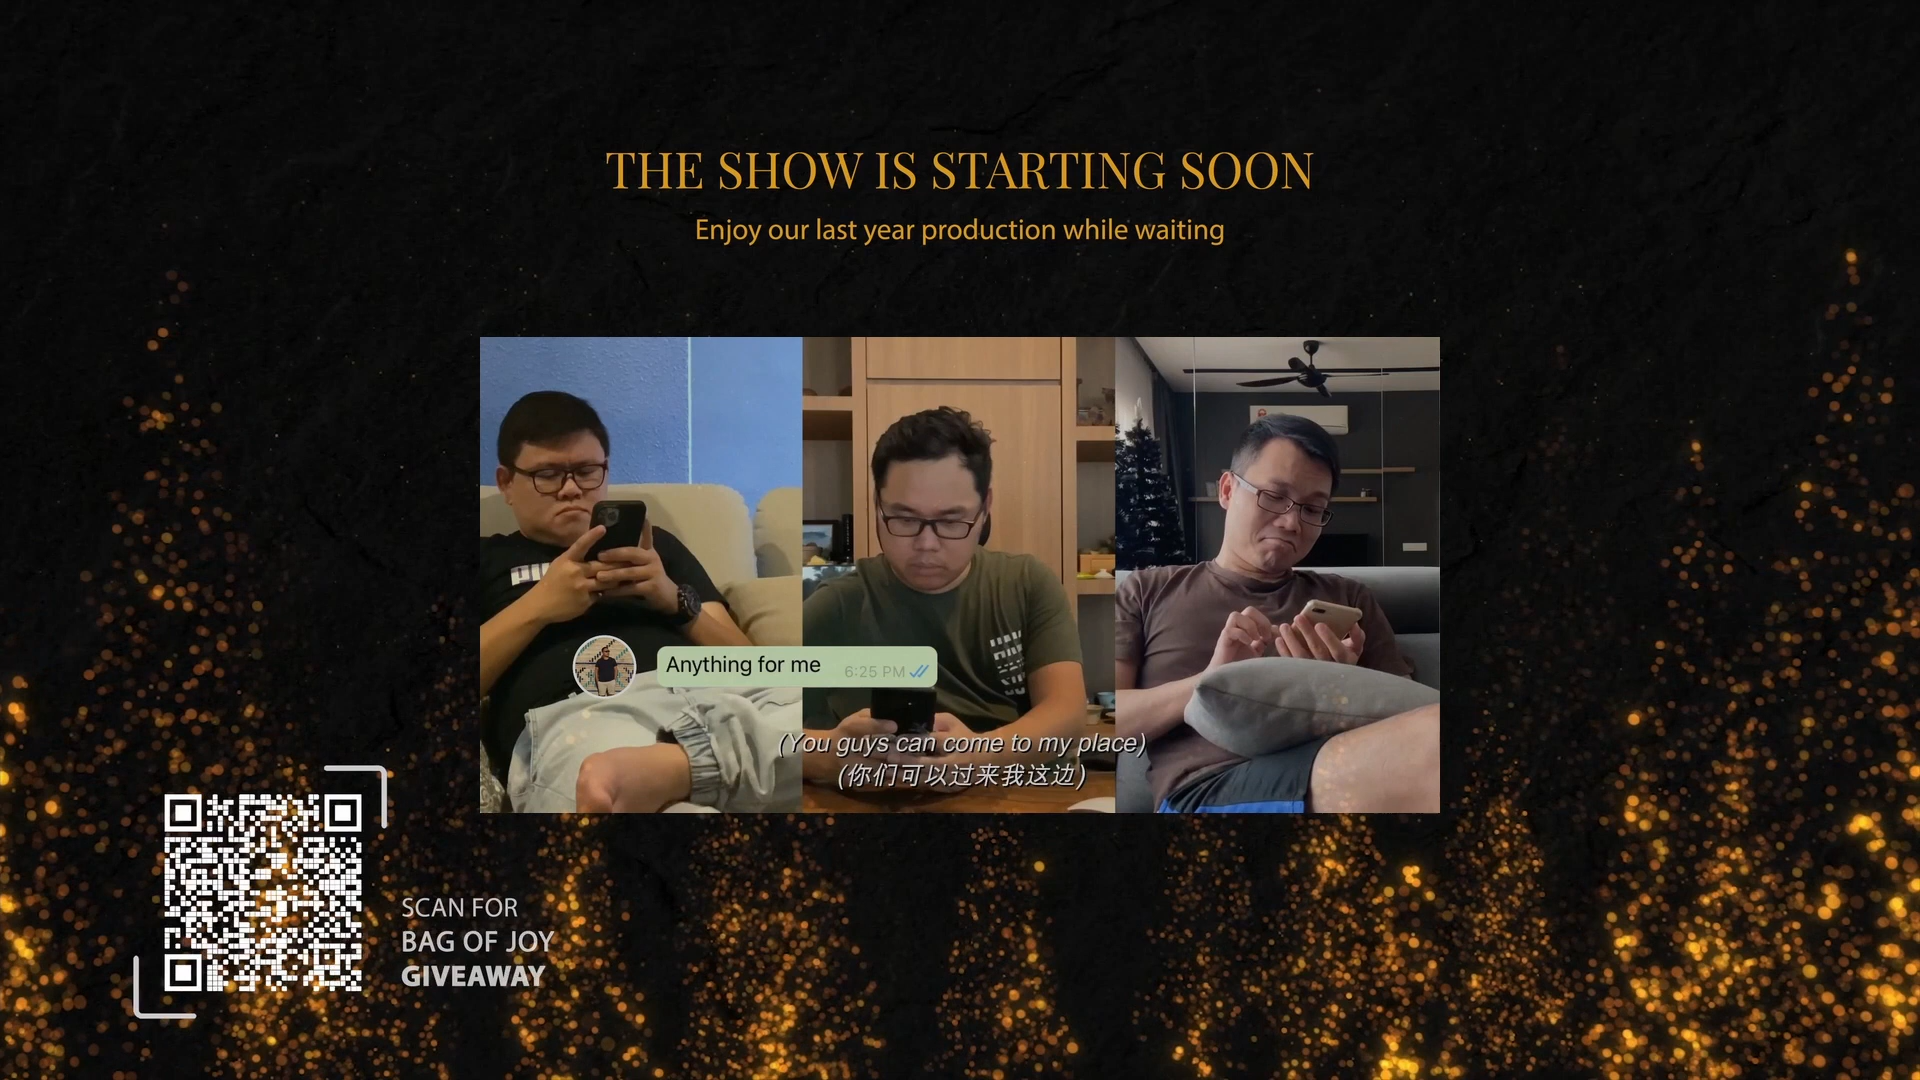 THE SHOW IS STARTING SOON
Enjoy our last year production while waiting
Anything for me 6:25 PM
(You guys can come to my place)
(你们可以过来我这边)
SCAN FOR
BAG OF JOY
GIVEAWAY